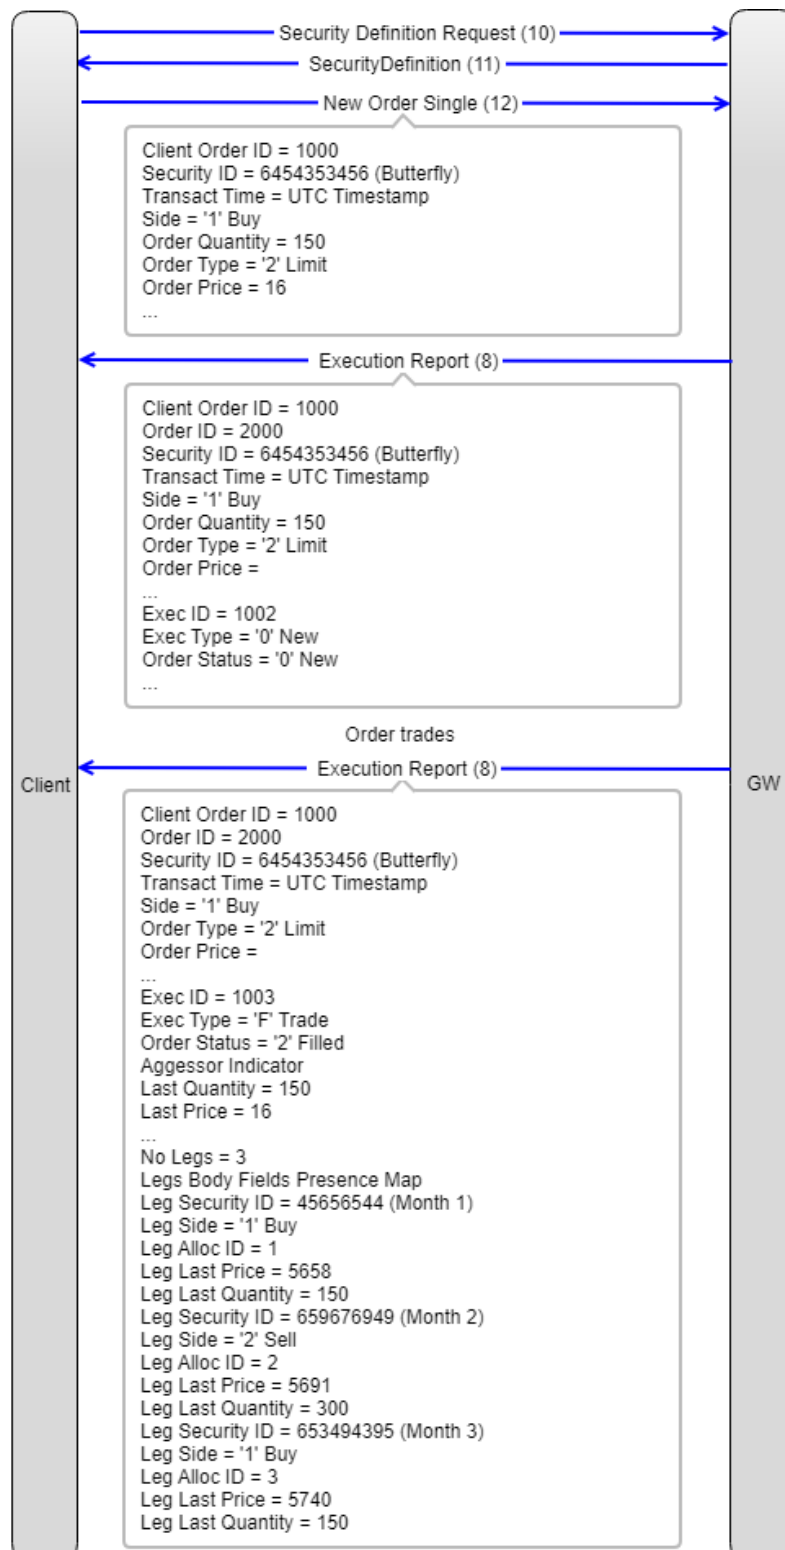 Security Definition Request (10)
SecurityDefinition (11)
New Order Single (12)
Client Order ID = 1000
Security ID = 6454353456 (Butterfly)
Transact Time = UTC Timestamp
Side = '1' Buy
Order Quantity = 150
Order Type = '2' Limit
Order Price = 16
...
Execution Report (8)
Client Order ID = 1000
Order ID = 2000
Security ID = 6454353456 (Butterfly)
Transact Time = UTC Timestamp
Side = '1' Buy
Order Quantity = 150
Order Type = '2' Limit
Order Price =
...
Exec ID = 1002
Exec Type = '0' New
Order Status = '0' New
...
Order trades
Execution Report (8)
Client
GW
Client Order ID = 1000
Order ID = 2000
Security ID = 6454353456 (Butterfly)
Transact Time = UTC Timestamp
Side = '1' Buy
Order Type = '2' Limit
Order Price =
...
Exec ID = 1003
Exec Type = 'F' Trade
Order Status = '2' Filled
Aggessor Indicator
Last Quantity = 150
Last Price = 16
...
No Legs = 3
Legs Body Fields Presence Map
Leg Security ID = 45656544 (Month 1)
Leg Side = '1' Buy
Leg Alloc ID = 1
Leg Last Price = 5658
Leg Last Quantity = 150
Leg Security ID = 659676949 (Month 2)
Leg Side = '2' Sell
Leg Alloc ID = 2
Leg Last Price = 5691
Leg Last Quantity = 300
Leg Security ID = 653494395 (Month 3)
Leg Side = '1' Buy
Leg Alloc ID = 3
Leg Last Price = 5740
Leg Last Quantity = 150